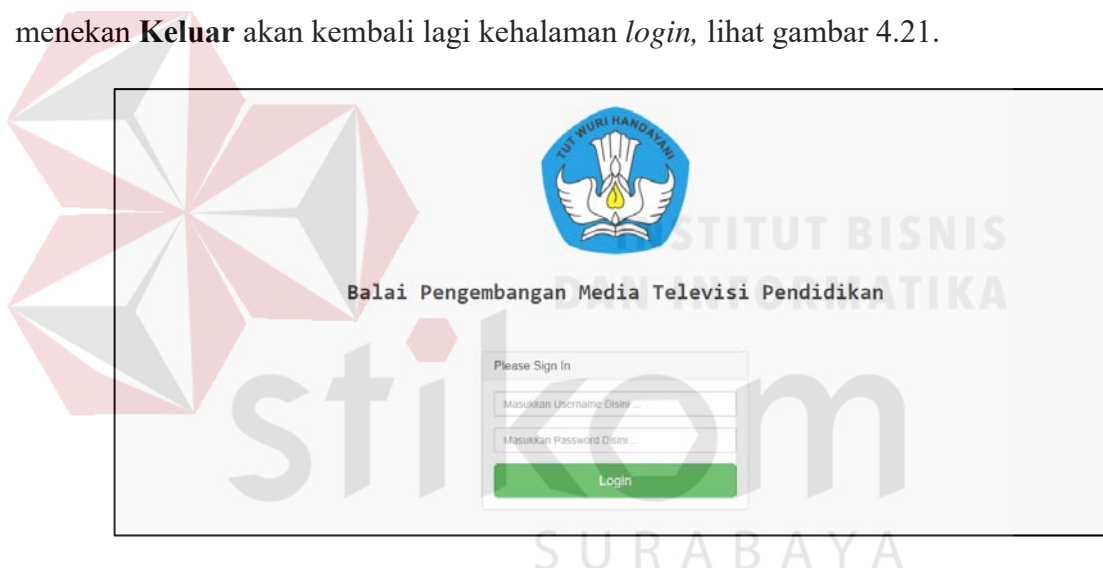 menekan Keluar akan kembali lagi kehalaman login, lihat gambar 4.21.
TUT WURI HANDAYANI
INSTITUT BISNIS
DAN INFORMATIKA
Balai Pengembangan Media Televisi Pendidikan
stikom
SURABAYA
Please Sign In
Masukkan Username Disini ...
Masukkan Password Disini ...
Login